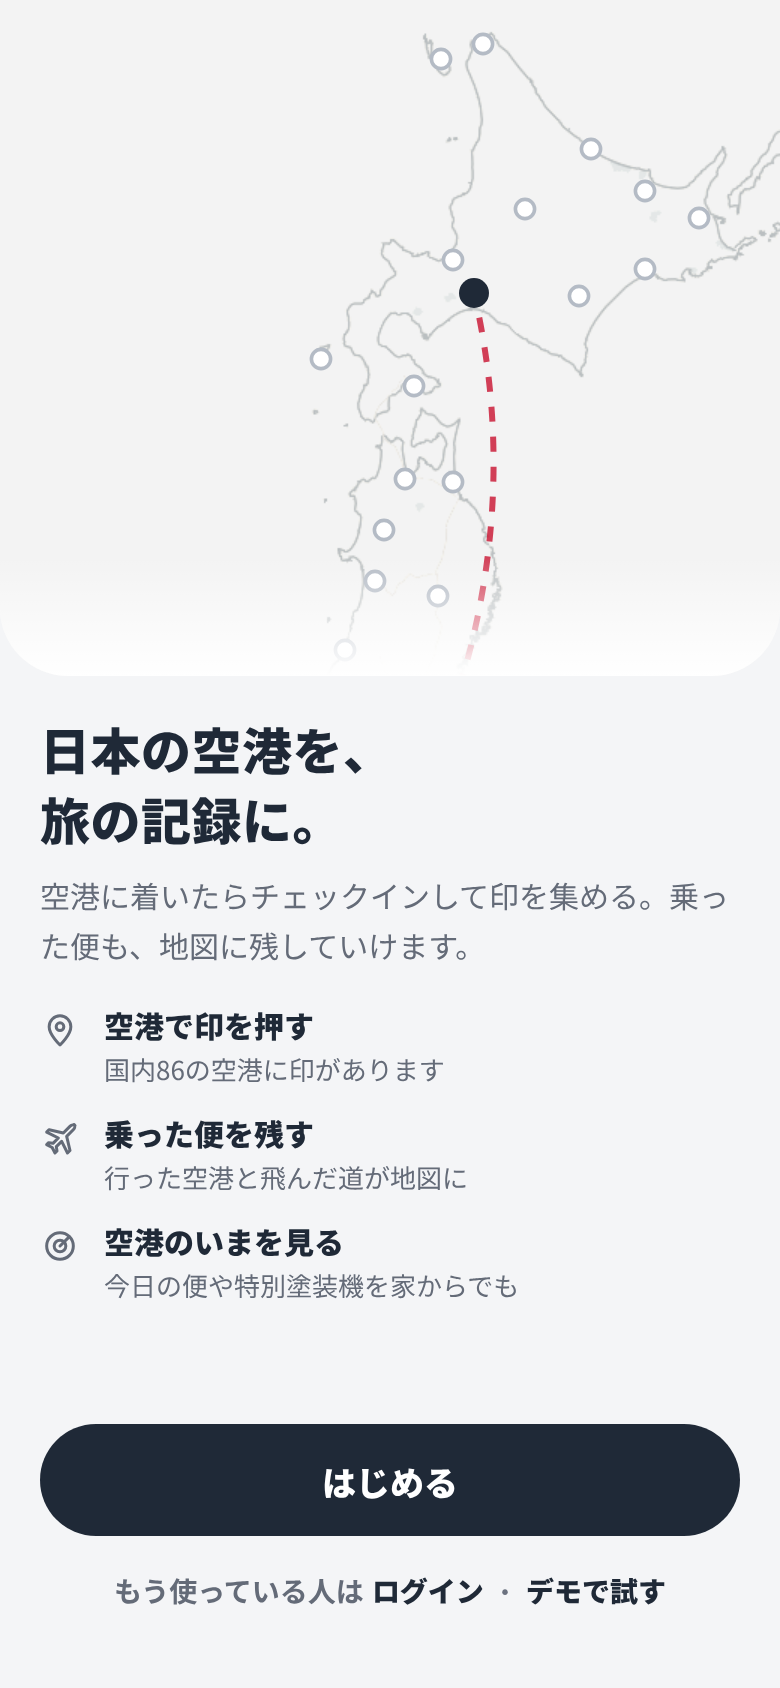 日本の空港を、
旅の記録に。
空港に着いたらチェックインして印を集める。乗っ
た便も、地図に残していけます。
空港で印を押す
国内86の空港に印があります
乗った便を残す
行った空港と飛んだ道が地図に
空港のいまを見る
今日の便や特別塗装機を家からでも
はじめる
もう使っている人は ログイン ・ デモで試す